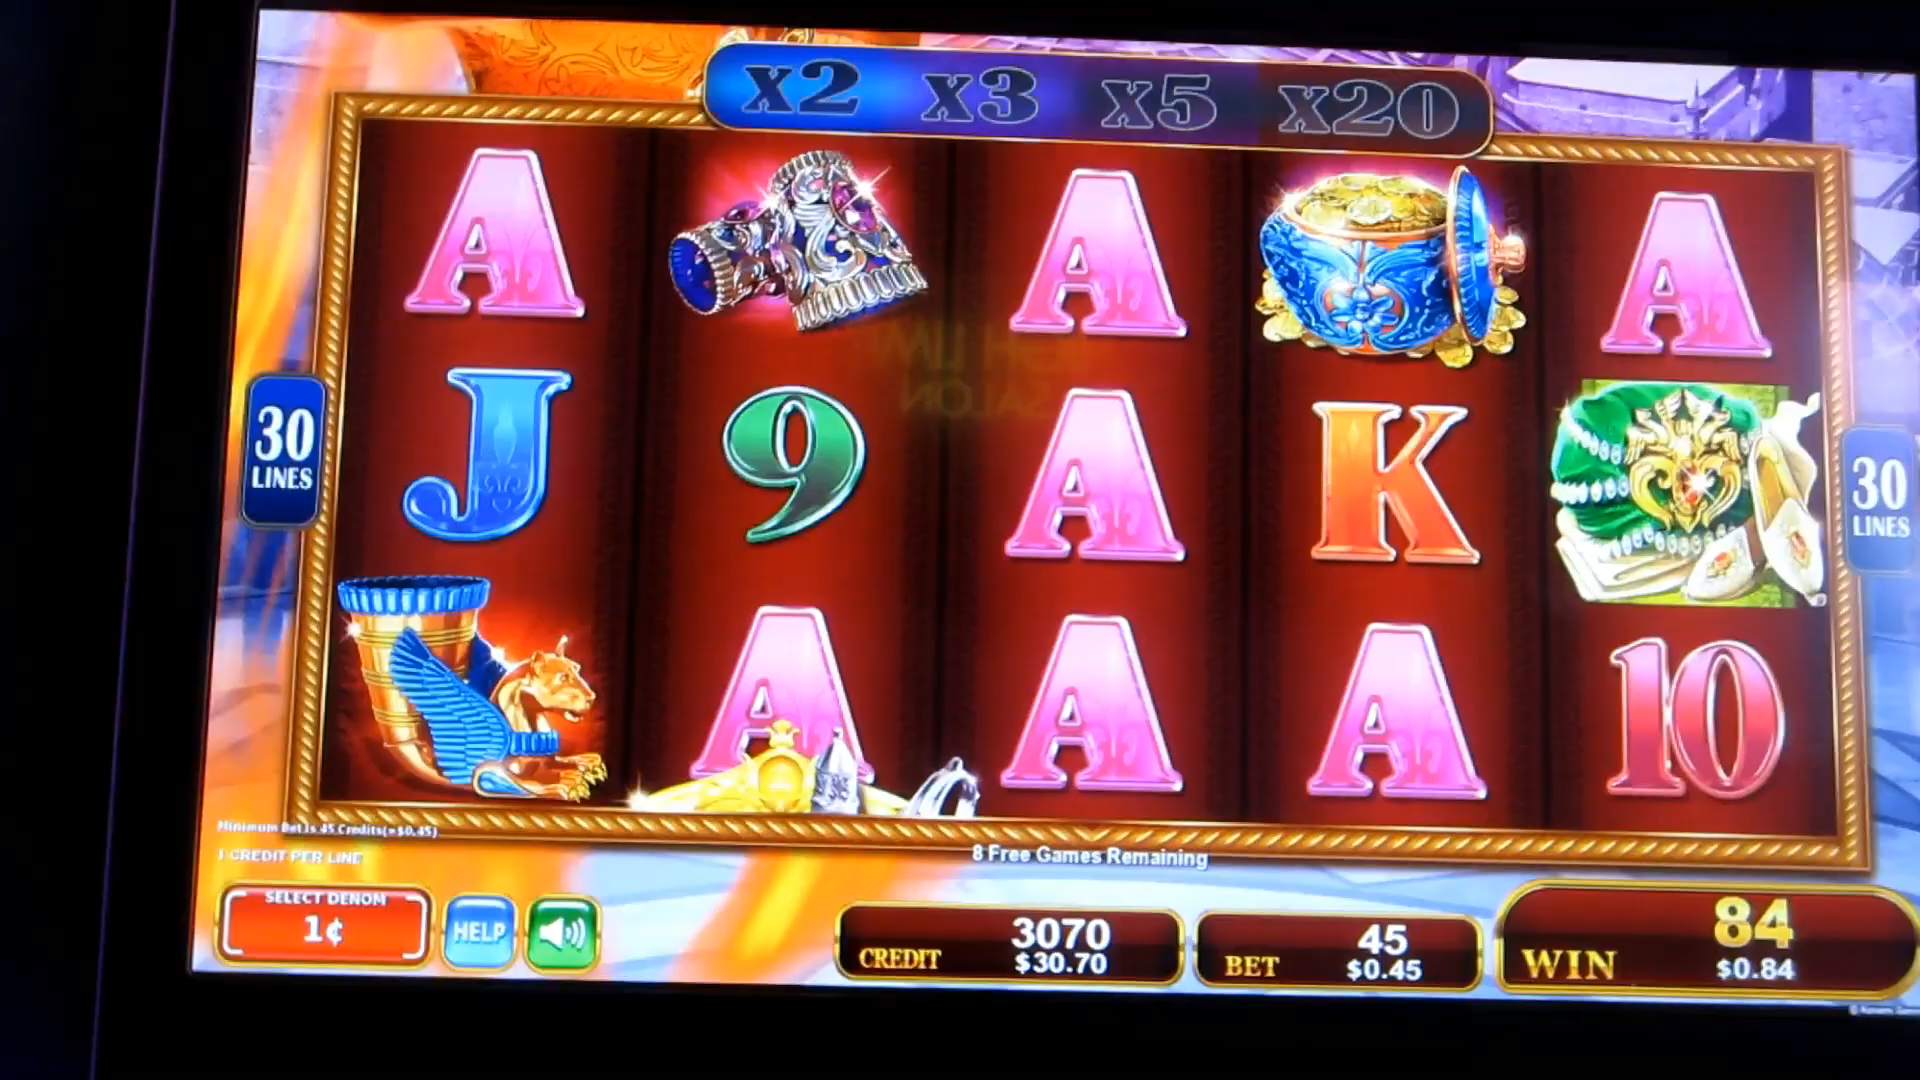 x2 x3 x5 x20
A A A
J 9 A K
A A A 10
30
LINES
30
LINES
Minimum Bet Is 45 Credits(=$0.45)
1 CREDIT PER LINE
8 Free Games Remaining
SELECT DENOM
1¢
HELP
CREDIT
3070
$30.70
BET
45
$0.45
WIN
84
$0.84